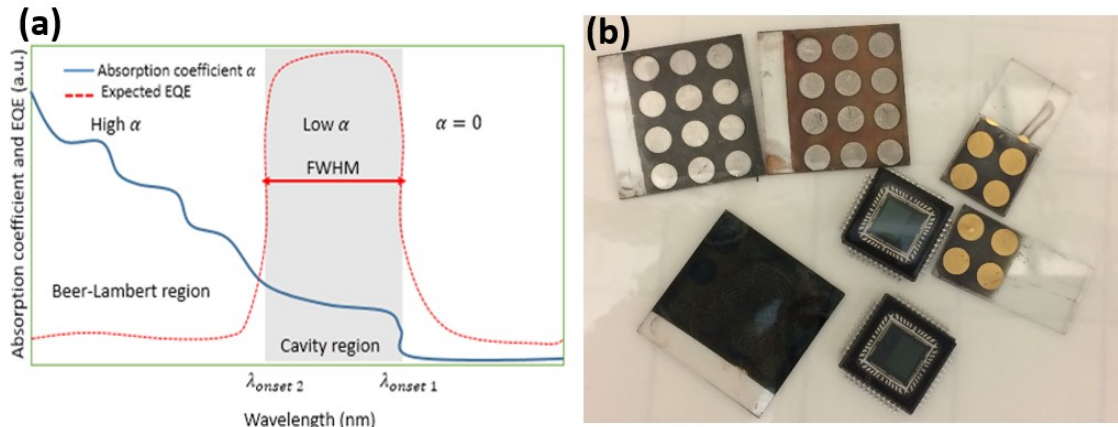 (a)
Absorption coefficient and EQE (a.u.)
Absorption coefficient α
Expected EQE
High α
Low α
α = 0
FWHM
Beer-Lambert region
Cavity region
λonset 2
λonset 1
Wavelength (nm)
(b)